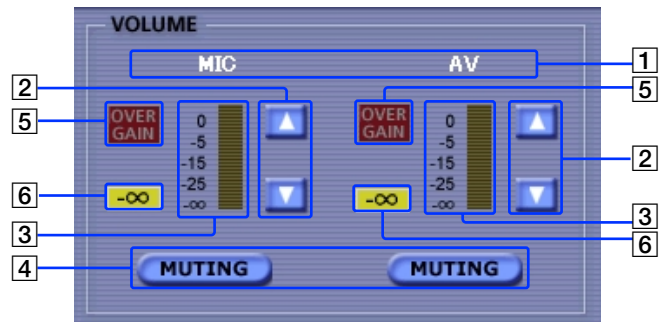 VOLUME
MIC AV 1
2 5
5 OVER GAIN 0 -5 -15 -25 -∞ OVER GAIN 0 -5 -15 -25 -∞ 2
6 -∞ -∞ 3
3 6
4 MUTING MUTING